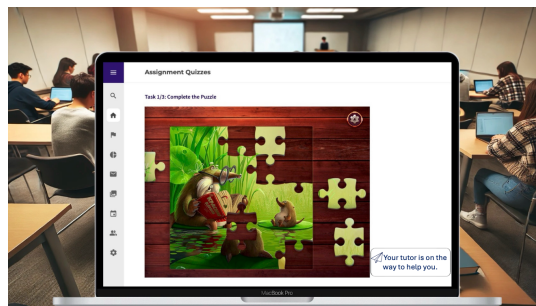 Assignment Quizzes
Task 1/3: Complete the Puzzle
Your tutor is on the
way to help you.
MacBook Pro